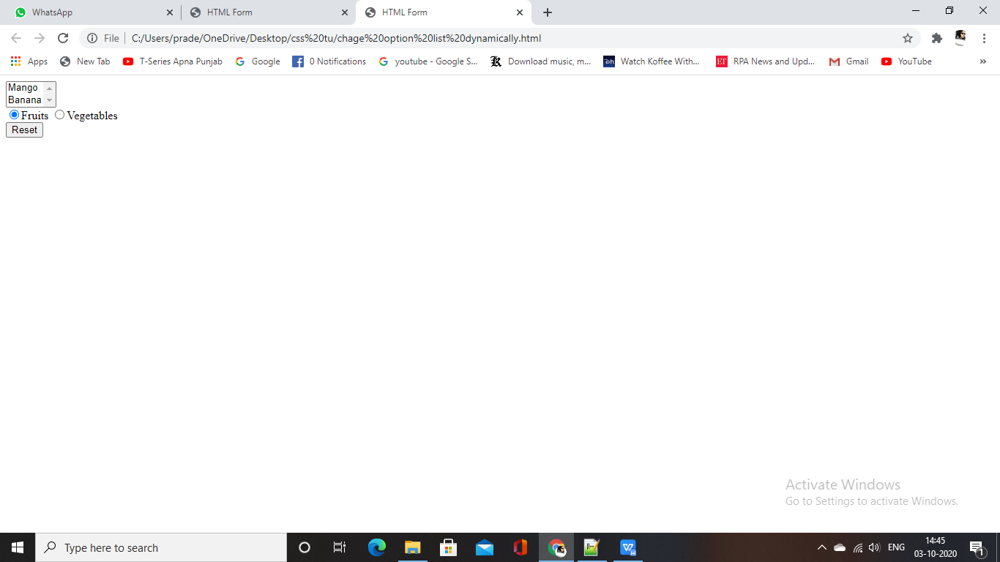 WhatsApp
HTML Form
HTML Form
File
C:/Users/prade/OneDrive/Desktop/css%20tu/chage%20option%20list%20dynamically.html
Apps
New Tab
T-Series Apna Punjab
Google
0 Notifications
youtube - Google S...
Download music, m...
Watch Koffee With...
RPA News and Upd...
Gmail
YouTube
Mango
Banana
Fruits Vegetables
Reset
Activate Windows
Go to Settings to activate Windows.
Type here to search
ENG
14:45
03-10-2020
1